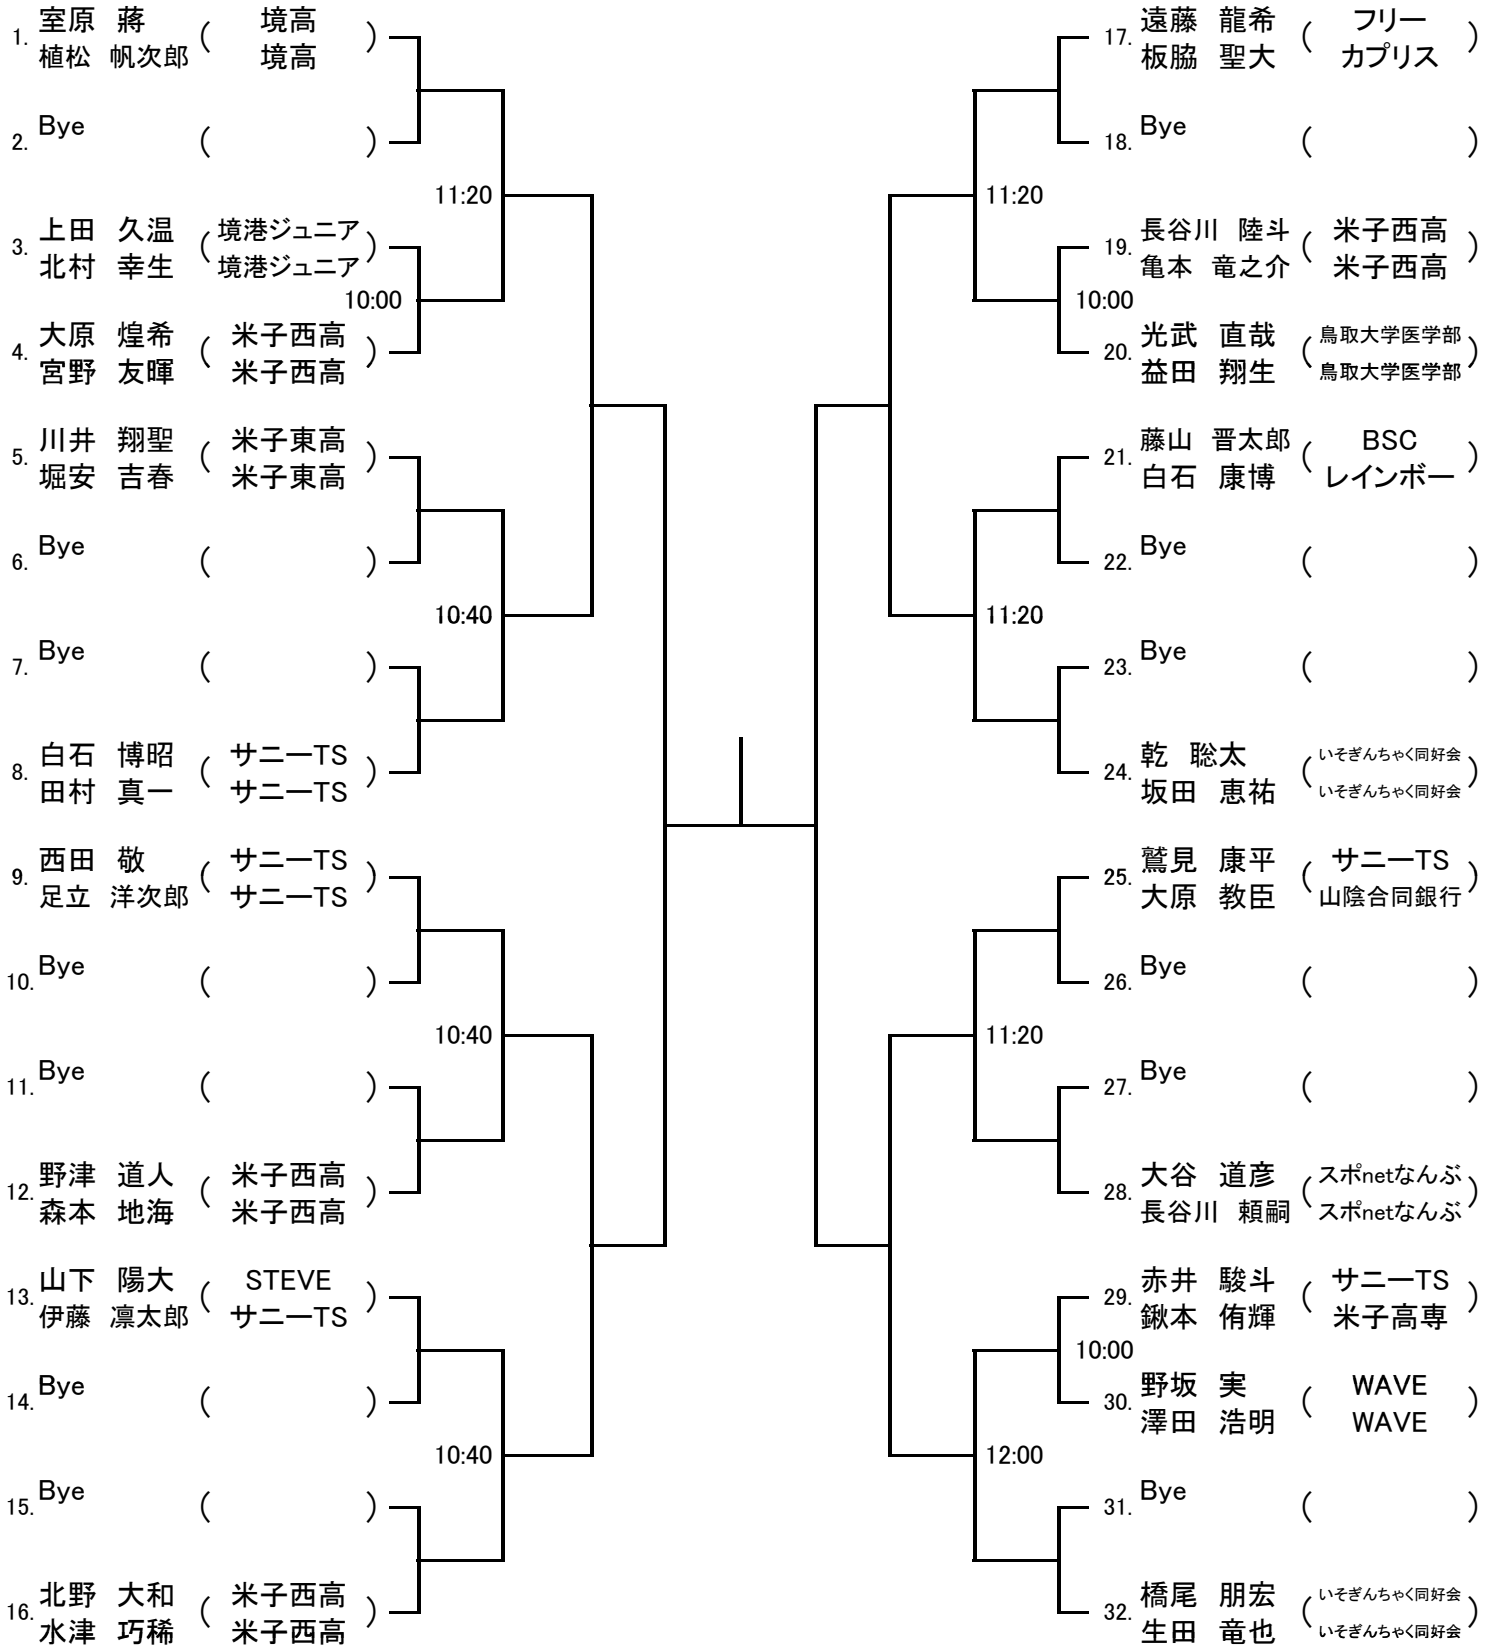 1. 室原 蔣 ( 境高 )
植松 帆次郎 境高
2. Bye ( )
11:20
3. 上田 久温 ( 境港ジュニア )
北村 幸生 境港ジュニア
10:00
4. 大原 煌希 ( 米子西高 )
宮野 友暉 米子西高
5. 川井 翔聖 ( 米子東高 )
堀安 吉春 米子東高
6. Bye ( )
10:40
7. Bye ( )
8. 白石 博昭 ( サニーTS )
田村 真一 サニーTS
9. 西田 敬 ( サニーTS )
足立 洋次郎 サニーTS
10. Bye ( )
10:40
11. Bye ( )
12. 野津 道人 ( 米子西高 )
森本 地海 米子西高
13. 山下 陽大 ( STEVE )
伊藤 凛太郎 サニーTS
14. Bye ( )
10:40
15. Bye ( )
16. 北野 大和 ( 米子西高 )
水津 巧稀 米子西高
17. 遠藤 龍希 ( フリー )
板脇 聖大 カプリス
18. Bye ( )
11:20
19. 長谷川 陸斗 ( 米子西高 )
亀本 竜之介 米子西高
10:00
20. 光武 直哉 ( 鳥取大学医学部 )
益田 翔生 鳥取大学医学部
21. 藤山 晋太郎 ( BSC )
白石 康博 レインボー
22. Bye ( )
11:20
23. Bye ( )
24. 乾 聡太 ( いそぎんちゃく同好会 )
坂田 恵祐 いそぎんちゃく同好会
25. 鷲見 康平 ( サニーTS )
大原 教臣 山陰合同銀行
26. Bye ( )
11:20
27. Bye ( )
28. 大谷 道彦 ( スポnetなんぶ )
長谷川 頼嗣 スポnetなんぶ
29. 赤井 駿斗 ( サニーTS )
鍬本 侑輝 米子高専
10:00
30. 野坂 実 ( WAVE )
澤田 浩明 WAVE
12:00
31. Bye ( )
32. 橋尾 朋宏 ( いそぎんちゃく同好会 )
生田 竜也 いそぎんちゃく同好会